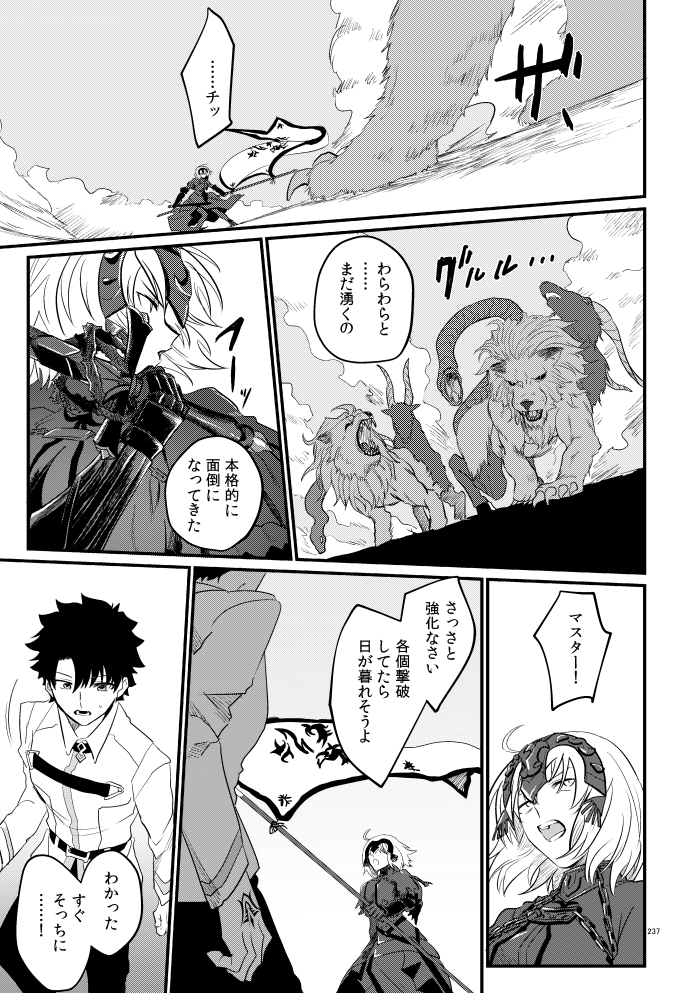 ザッ
……チッ
グルルル…
わらわらと
……
まだ湧くの
バッ
本格的に
面倒に
なってきた
マスター！
さっさと
強化なさい
各個撃破
してたら
日が暮れそうよ
わかった
すぐ
そっちに
……！
237